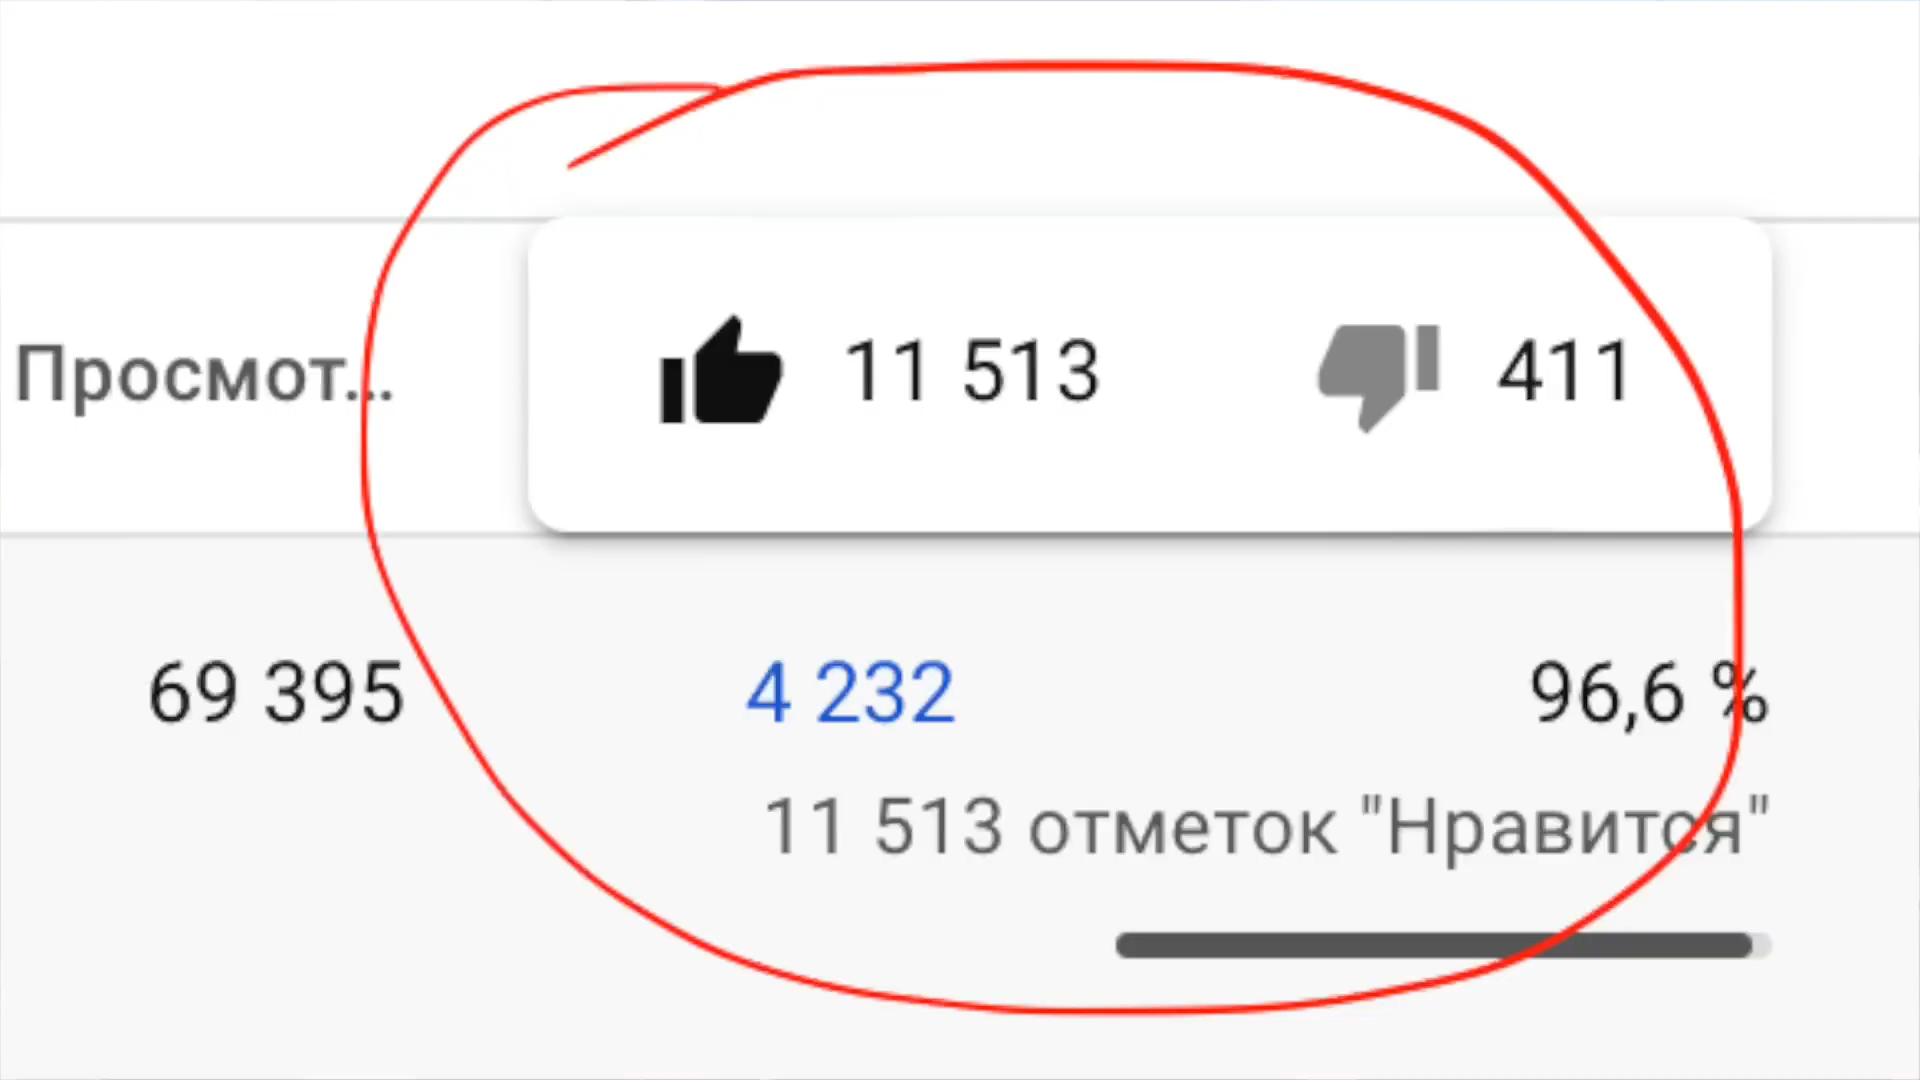 Просмот... 11 513 411
69 395 4 232 96,6 %
11 513 отметок "Нравится"